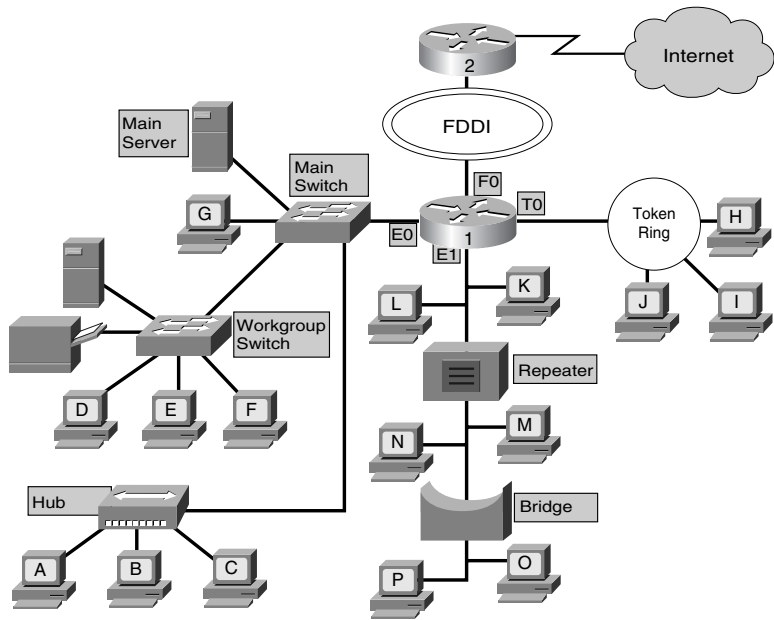 2
Internet
FDDI
Main
Server
Main
Switch
F0
T0
G
E0
1
E1
Token
Ring
H
K
L
J
I
Workgroup
Switch
Repeater
D
E
F
M
N
Hub
Bridge
A
B
C
P
O